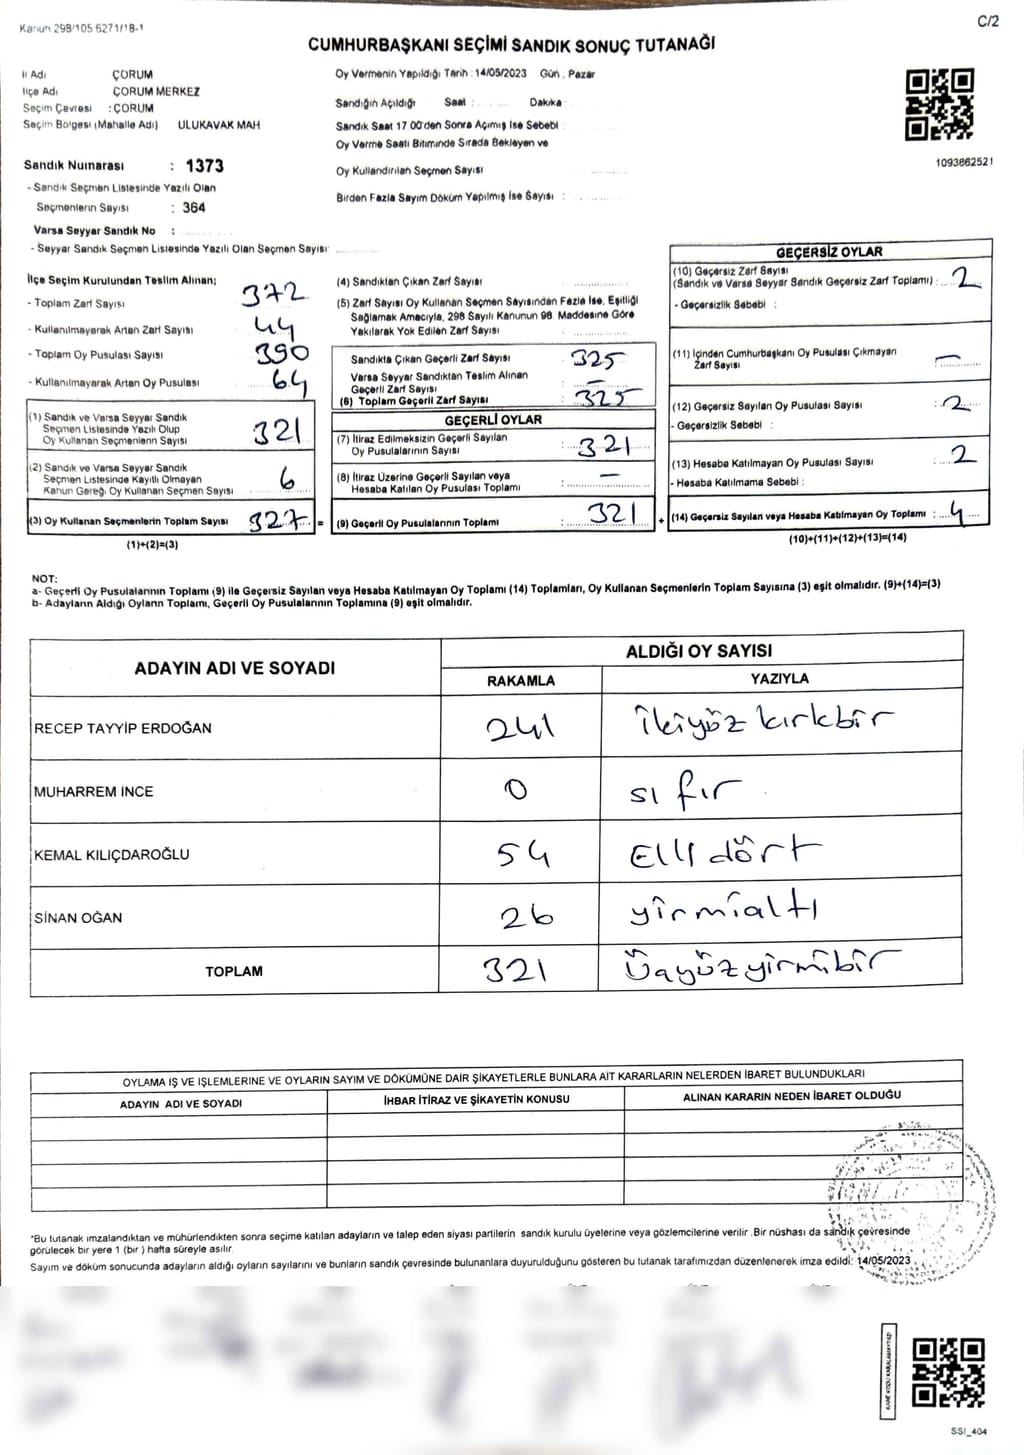 Kanun 298/105 6271/18-1
C/2
CUMHURBAŞKANI SEÇİMİ SANDIK SONUÇ TUTANAĞI
İl Adı ÇORUM
İlçe Adı ÇORUM MERKEZ
Seçim Çevresi : ÇORUM
Seçim Bölgesi (Mahalle Adı) ULUKAVAK MAH
Sandık Numarası : 1373
- Sandık Seçmen Listesinde Yazılı Olan
Seçmenlerin Sayısı : 364
Varsa Seyyar Sandık No :
- Seyyar Sandık Seçmen Listesinde Yazılı Olan Seçmen Sayısı:
Oy Vermenin Yapıldığı Tarih : 14/05/2023 Gün : Pazar
Sandığın Açıldığı Saat : Dakika :
Sandık Saat 17 00'den Sonra Açımış İse Sebebi :
Oy Verme Saati Bitiminde Sırada Bekleyen ve
Oy Kullandırılan Seçmen Sayısı
Birden Fazla Sayım Döküm Yapılmış İse Sayısı :
1093862521
İlçe Seçim Kurulundan Teslim Alınan;
- Toplam Zarf Sayısı 372
- Kullanılmayarak Artan Zarf Sayısı 44
- Toplam Oy Pusulası Sayısı 390
- Kullanılmayarak Artan Oy Pusulası 64
(1) Sandık ve Varsa Seyyar Sandık
Seçmen Listesinde Yazılı Olup
Oy Kullanan Seçmenlerin Sayısı 321
(2) Sandık ve Varsa Seyyar Sandık
Seçmen Listesinde Kayıtlı Olmayan
Kanun Gereği Oy Kullanan Seçmen Sayısı 6
(3) Oy Kullanan Seçmenlerin Toplam Sayısı 327 =
(1)+(2)=(3)
(4) Sandıktan Çıkan Zarf Sayısı
(5) Zarf Sayısı Oy Kullanan Seçmen Sayısından Fazla İse, Eşitliği
Sağlamak Amacıyla, 298 Sayılı Kanunun 98 Maddesine Göre
Yakılarak Yok Edilen Zarf Sayısı
Sandıkta Çıkan Geçerli Zarf Sayısı 325
Varsa Seyyar Sandıktan Teslim Alınan
Geçerli Zarf Sayısı –
(6) Toplam Geçerli Zarf Sayısı 325
GEÇERLİ OYLAR
(7) İtiraz Edilmeksizin Geçerli Sayılan
Oy Pusulalarının Sayısı : 321
(8) İtiraz Üzerine Geçerli Sayılan veya
Hesaba Katılan Oy Pusulası Toplamı : –
(9) Geçerli Oy Pusulalarının Toplamı : 321 +
GEÇERSİZ OYLAR
(10) Geçersiz Zarf Sayısı
(Sandık ve Varsa Seyyar Sandık Geçersiz Zarf Toplamı) : 2
- Geçersizlik Sebebi :
(11) İçinden Cumhurbaşkanı Oy Pusulası Çıkmayan
Zarf Sayısı : –
(12) Geçersiz Sayılan Oy Pusulası Sayısı : 2
- Geçersizlik Sebebi :
(13) Hesaba Katılmayan Oy Pusulası Sayısı : 2
- Hesaba Katılmama Sebebi :
(14) Geçersiz Sayılan veya Hesaba Katılmayan Oy Toplamı : 4
(10)+(11)+(12)+(13)=(14)
NOT:
a- Geçerli Oy Pusulalarının Toplamı (9) ile Geçersiz Sayılan veya Hesaba Katılmayan Oy Toplamı (14) Toplamları, Oy Kullanan Seçmenlerin Toplam Sayısına (3) eşit olmalıdır. (9)+(14)=(3)
b- Adayların Aldığı Oyların Toplamı, Geçerli Oy Pusulalarının Toplamına (9) eşit olmalıdır.
ADAYIN ADI VE SOYADI
ALDIĞI OY SAYISI
RAKAMLA YAZIYLA
RECEP TAYYİP ERDOĞAN 241 ikiyüz kırkbir
MUHARREM İNCE 0 sıfır
KEMAL KILIÇDAROĞLU 54 Elli dört
SİNAN OĞAN 26 yirmialtı
TOPLAM 321 Üçyüzyirmibir
OYLAMA İŞ VE İŞLEMLERİNE VE OYLARIN SAYIM VE DÖKÜMÜNE DAİR ŞİKAYETLERLE BUNLARA AİT KARARLARIN NELERDEN İBARET BULUNDUKLARI
ADAYIN ADI VE SOYADI İHBAR İTİRAZ VE ŞİKAYETİN KONUSU ALINAN KARARIN NEDEN İBARET OLDUĞU
*Bu tutanak imzalandıktan ve mühürlendikten sonra seçime katılan adayların ve talep eden siyasi partilerin sandık kurulu üyelerine veya gözlemcilerine verilir .Bir nüshası da sandık çevresinde
görülecek bir yere 1 (bir ) hafta süreyle asılır.
Sayım ve döküm sonucunda adayların aldığı oyların sayılarını ve bunların sandık çevresinde bulunanlara duyurulduğunu gösteren bu tutanak tarafımızdan düzenlenerek imza edildi: 14/05/2023
KARE KODU KARALAMAYINIZ!
SSI_404